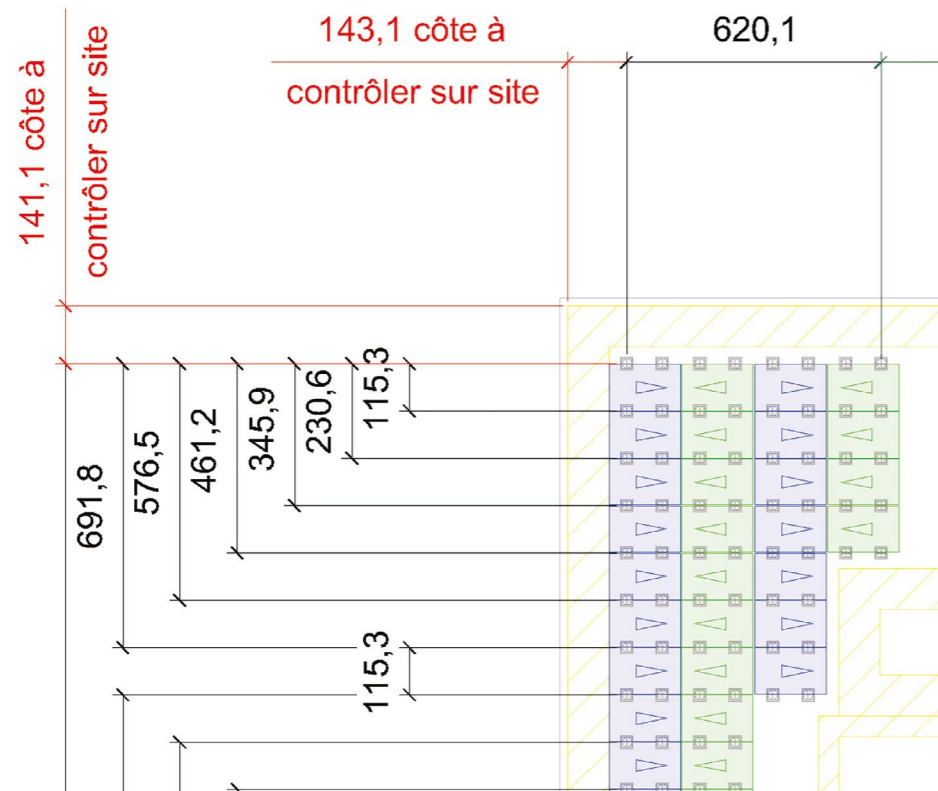 143,1 côte à
contrôler sur site
620,1
141,1 côte à
contrôler sur site
115,3
230,6
345,9
461,2
576,5
691,8
115,3